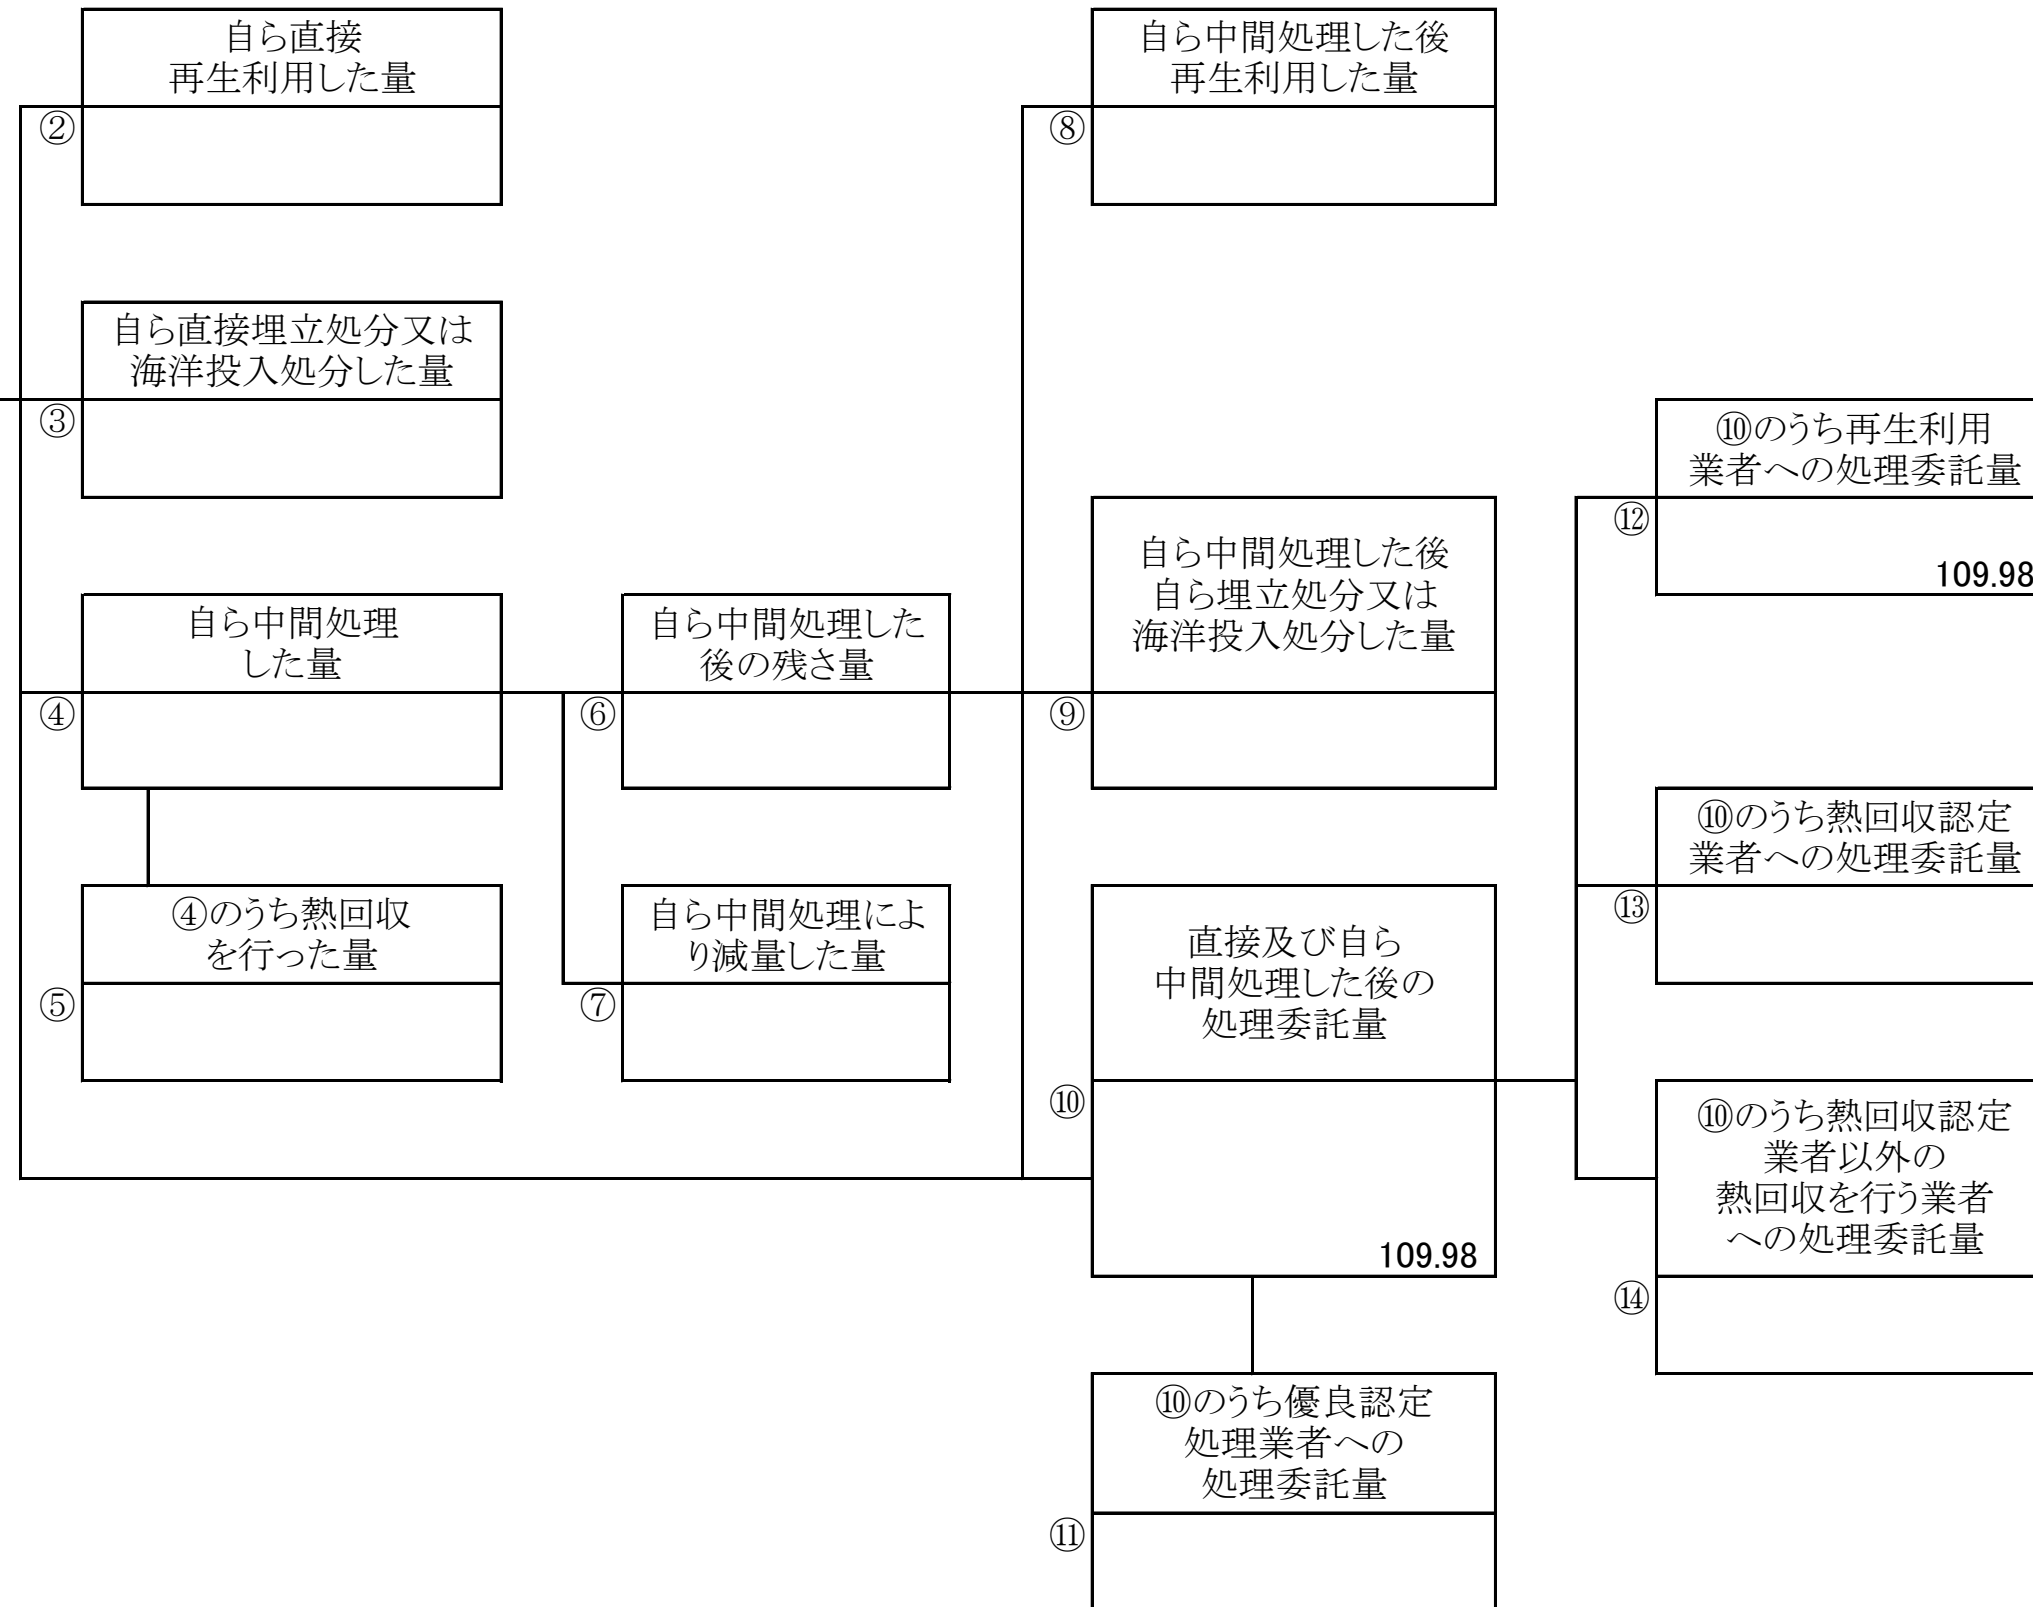 自ら直接
再生利用した量
②
自ら直接埋立処分又は
海洋投入処分した量
③
自ら中間処理
した量
④
④のうち熱回収
を行った量
⑤
自ら中間処理した
後の残さ量
⑥
自ら中間処理によ
り減量した量
⑦
自ら中間処理した後
再生利用した量
⑧
自ら中間処理した後
自ら埋立処分又は
海洋投入処分した量
⑨
直接及び自ら
中間処理した後の
処理委託量
⑩
109.98
⑩のうち優良認定
処理業者への
処理委託量
⑪
⑩のうち再生利用
業者への処理委託量
⑫
109.98
⑩のうち熱回収認定
業者への処理委託量
⑬
⑩のうち熱回収認定
業者以外の
熱回収を行う業者
への処理委託量
⑭